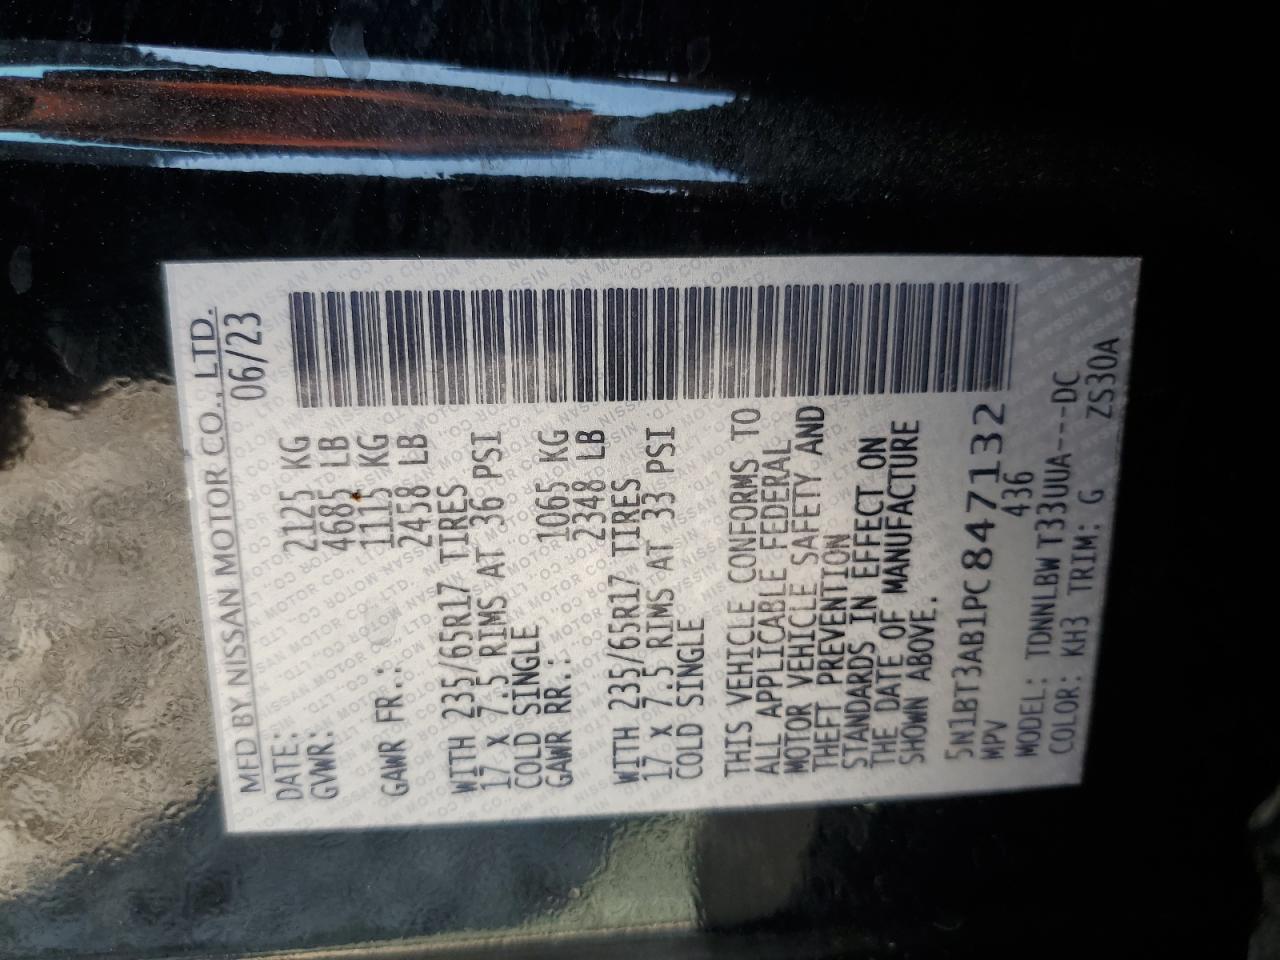 MFD BY NISSAN MOTOR CO., LTD.
DATE: 06/23
GVWR: 2125 KG
4685 LB
GAWR FR.: 1115 KG
2458 LB
WITH 235/65R17 TIRES
17 X 7.5 RIMS AT 36 PSI
COLD SINGLE
GAWR RR.: 1065 KG
2348 LB
WITH 235/65R17 TIRES
17 X 7.5 RIMS AT 33 PSI
COLD SINGLE
THIS VEHICLE CONFORMS TO
ALL APPLICABLE FEDERAL
MOTOR VEHICLE SAFETY AND
THEFT PREVENTION
STANDARDS IN EFFECT ON
THE DATE OF MANUFACTURE
SHOWN ABOVE.
5N1BT3AB1PC847132
MPV 436
MODEL: TDNNLBW T33UUA---DC
COLOR: KH3 TRIM: G ZS30A